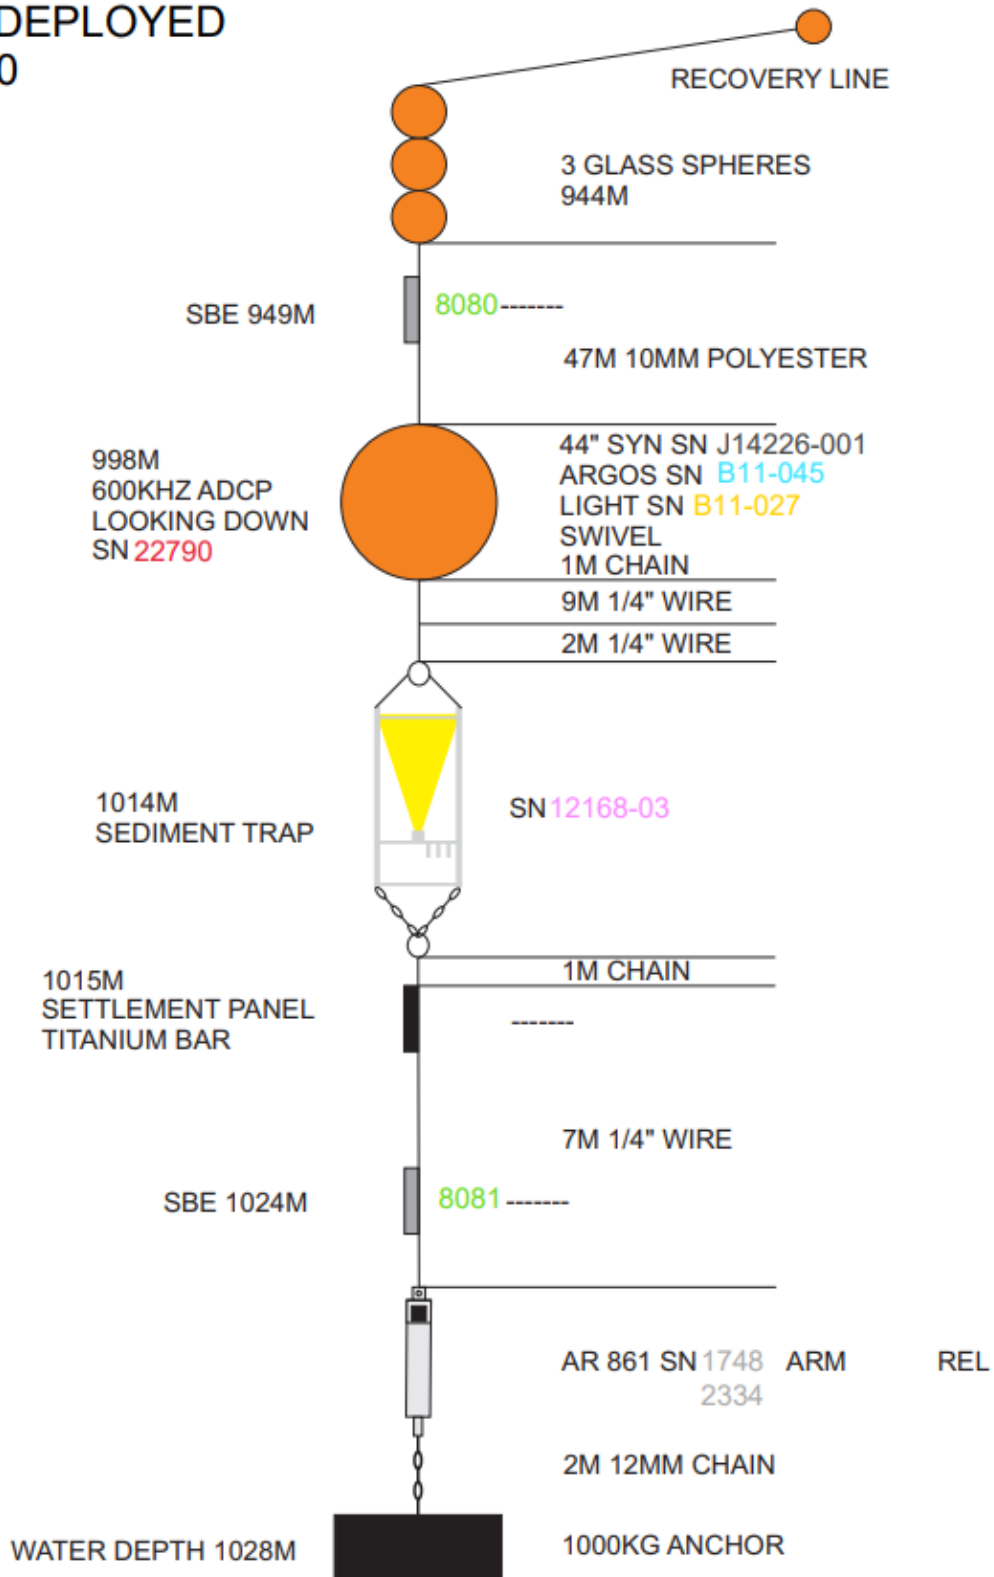 DEPLOYED
0
RECOVERY LINE
3 GLASS SPHERES
944M
SBE 949M
8080-------
47M 10MM POLYESTER
998M
600KHZ ADCP
LOOKING DOWN
SN 22790
44" SYN SN J14226-001
ARGOS SN B11-045
LIGHT SN B11-027
SWIVEL
1M CHAIN
9M 1/4" WIRE
2M 1/4" WIRE
1014M
SEDIMENT TRAP
SN 12168-03
1M CHAIN
1015M
SETTLEMENT PANEL
TITANIUM BAR
-------
7M 1/4" WIRE
SBE 1024M
8081-------
AR 861 SN 1748 ARM REL
2334
2M 12MM CHAIN
WATER DEPTH 1028M
1000KG ANCHOR